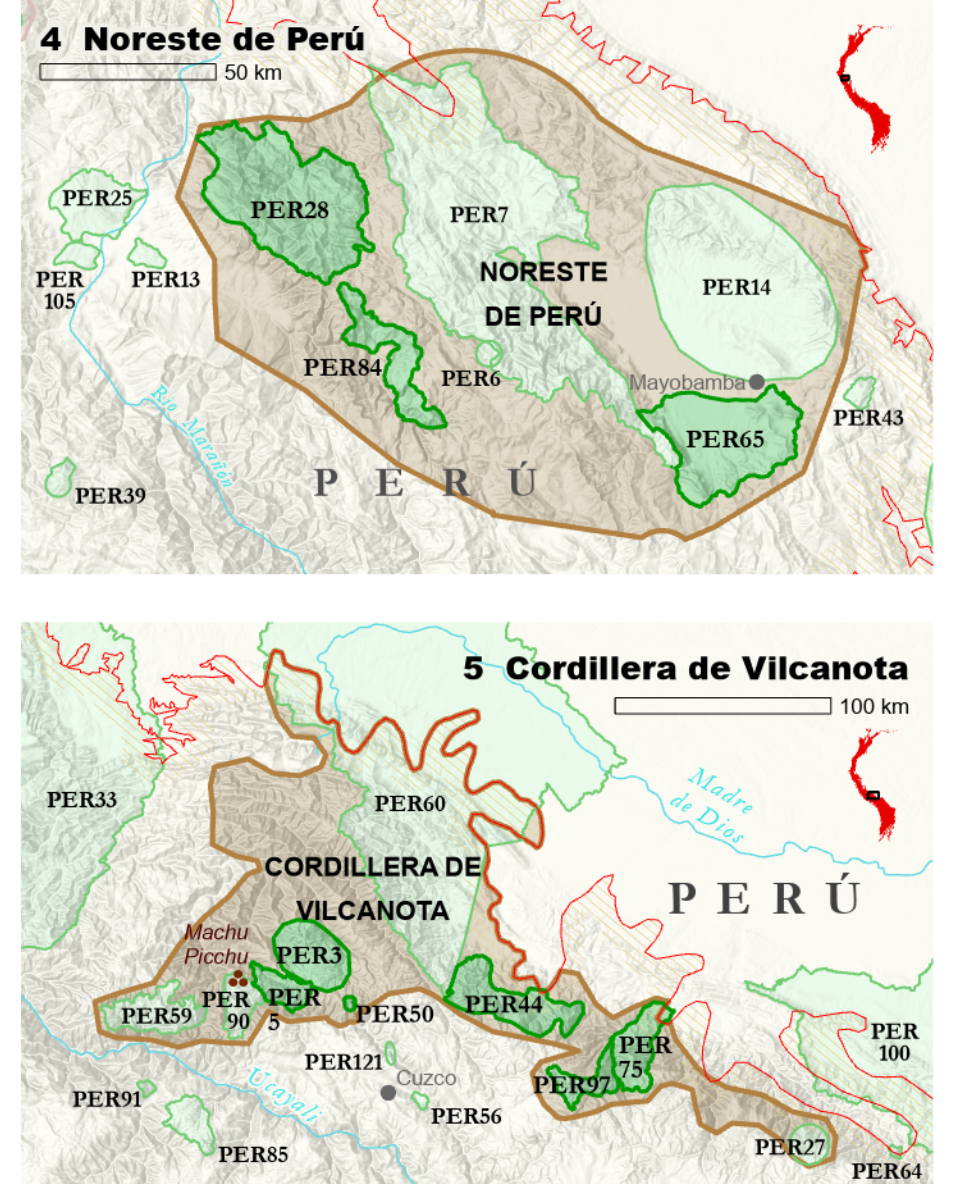 4 Noreste de Perú
50 km
PER25
PER28
PER7
PER
105
PER13
NORESTE
DE PERÚ
PER14
PER84
PER6
Mayobamba
PER43
Río Marañón
PER65
PER39
PERÚ
5 Cordillera de Vilcanota
100 km
PER33
PER60
Madre
de Dios
CORDILLERA DE
VILCANOTA
PERÚ
Machu
Picchu
PER3
PER59
PER
90
PER
5
PER50
PER44
PER
100
PER
75
PER121
Cuzco
PER97
Ucayali
PER91
PER56
PER85
PER27
PER64